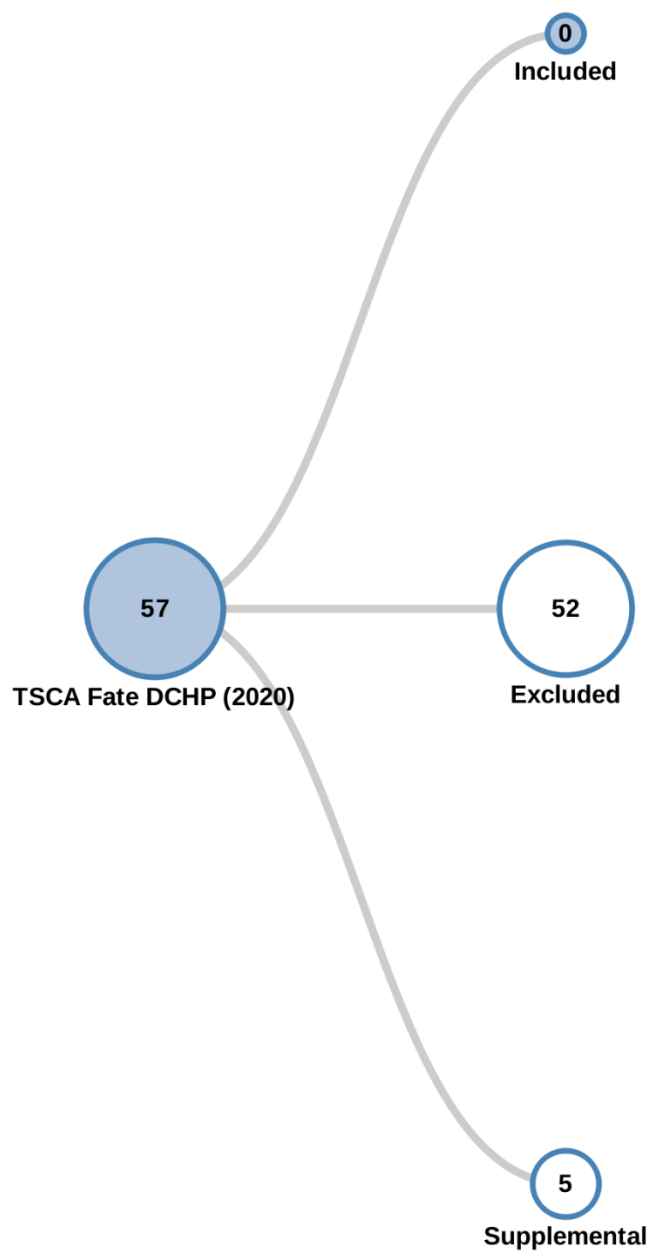 0
Included
57
TSCA Fate DCHP (2020)
52
Excluded
5
Supplemental